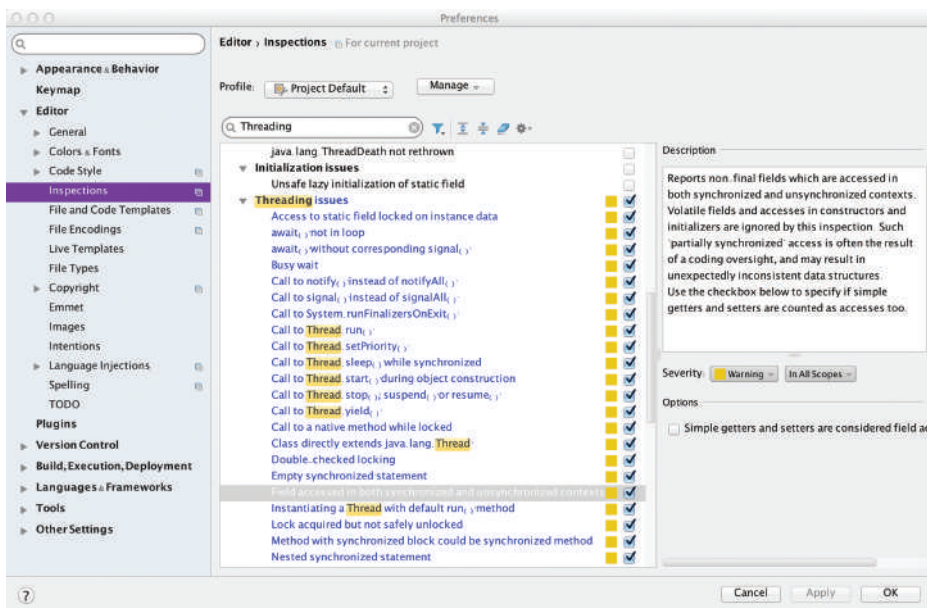 Preferences
Appearance & Behavior
Keymap
Editor
General
Colors & Fonts
Code Style
Inspections
File and Code Templates
File Encodings
Live Templates
File Types
Copyright
Emmet
Images
Intentions
Language Injections
Spelling
TODO
Plugins
Version Control
Build, Execution, Deployment
Languages & Frameworks
Tools
Other Settings
Editor › Inspections For current project
Profile: Project Default Manage
Threading
java.lang.ThreadDeath not rethrown
Initialization issues
Unsafe lazy initialization of static field
Threading issues
Access to static field locked on instance data
await() not in loop
await() without corresponding signal()
Busy wait
Call to notify() instead of notifyAll()
Call to signal() instead of signalAll()
Call to System.runFinalizersOnExit()
Call to Thread.run()
Call to Thread.setPriority()
Call to Thread.sleep() while synchronized
Call to Thread.start() during object construction
Call to Thread.stop(); suspend() or resume()
Call to Thread.yield()
Call to a native method while locked
Class directly extends java.lang.Thread
Double-checked locking
Empty synchronized statement
Field accessed in both synchronized and unsynchronized contexts
Instantiating a Thread with default run() method
Lock acquired but not safely unlocked
Method with synchronized block could be synchronized method
Nested synchronized statement
Description
Reports non-final fields which are accessed in
both synchronized and unsynchronized contexts.
Volatile fields and accesses in constructors and
initializers are ignored by this inspection. Such
'partially synchronized' access is often the result
of a coding oversight, and may result in
unexpectedly inconsistent data structures
Use the checkbox below to specify if simple
getters and setters are counted as accesses too.
Severity: Warning In All Scopes
Options
Simple getters and setters are considered field a
?
Cancel Apply OK